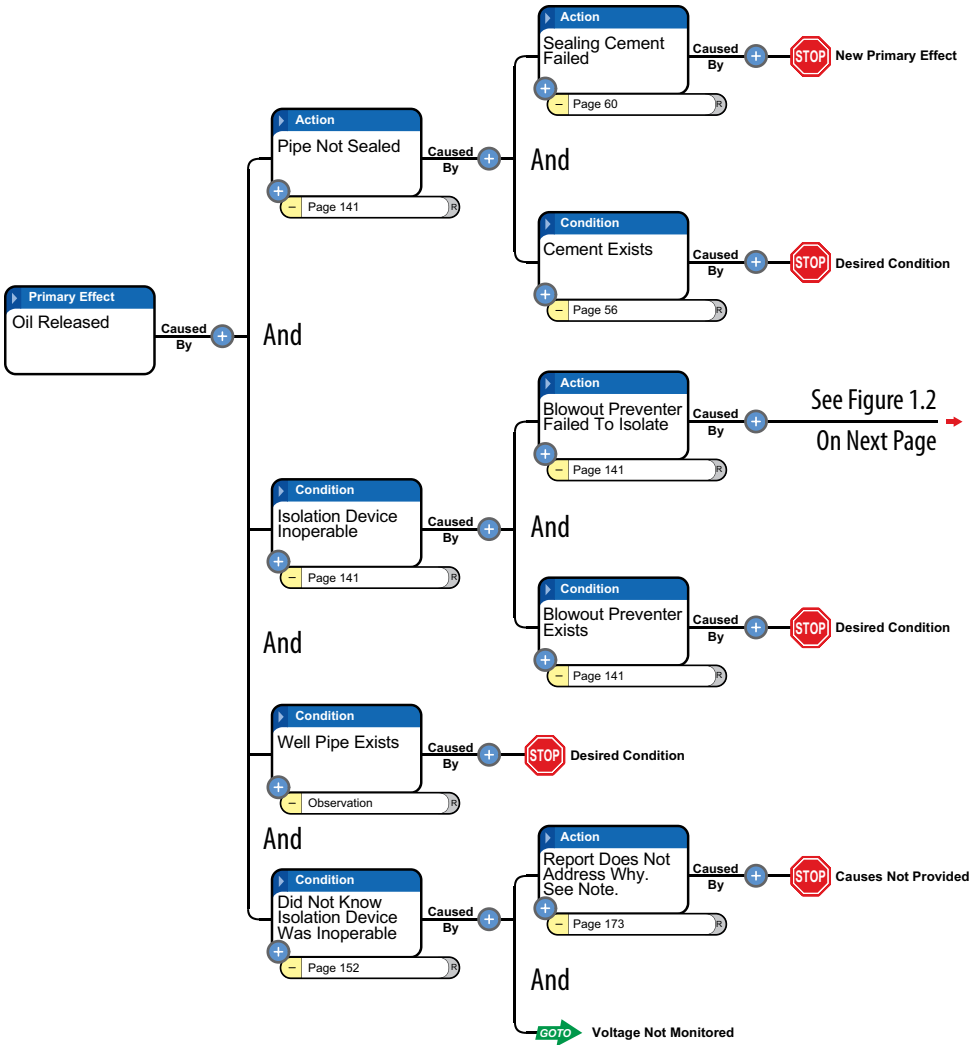 Action
Sealing Cement
Failed
Caused
By
STOP
New Primary Effect
Page 60
R
Action
Pipe Not Sealed
Caused
By
And
Page 141
R
Condition
Cement Exists
Caused
By
STOP
Desired Condition
Page 56
R
Primary Effect
Oil Released
Caused
By
And
Action
Blowout Preventer
Failed To Isolate
Caused
By
See Figure 1.2
On Next Page
Page 141
R
Condition
Isolation Device
Inoperable
Caused
By
And
Page 141
R
Condition
Blowout Preventer
Exists
Caused
By
STOP
Desired Condition
Page 141
R
And
Condition
Well Pipe Exists
Caused
By
STOP
Desired Condition
Observation
R
And
Action
Report Does Not
Address Why.
See Note.
Caused
By
STOP
Causes Not Provided
Page 173
R
Condition
Did Not Know
Isolation Device
Was Inoperable
Caused
By
Page 152
R
And
GOTO
Voltage Not Monitored